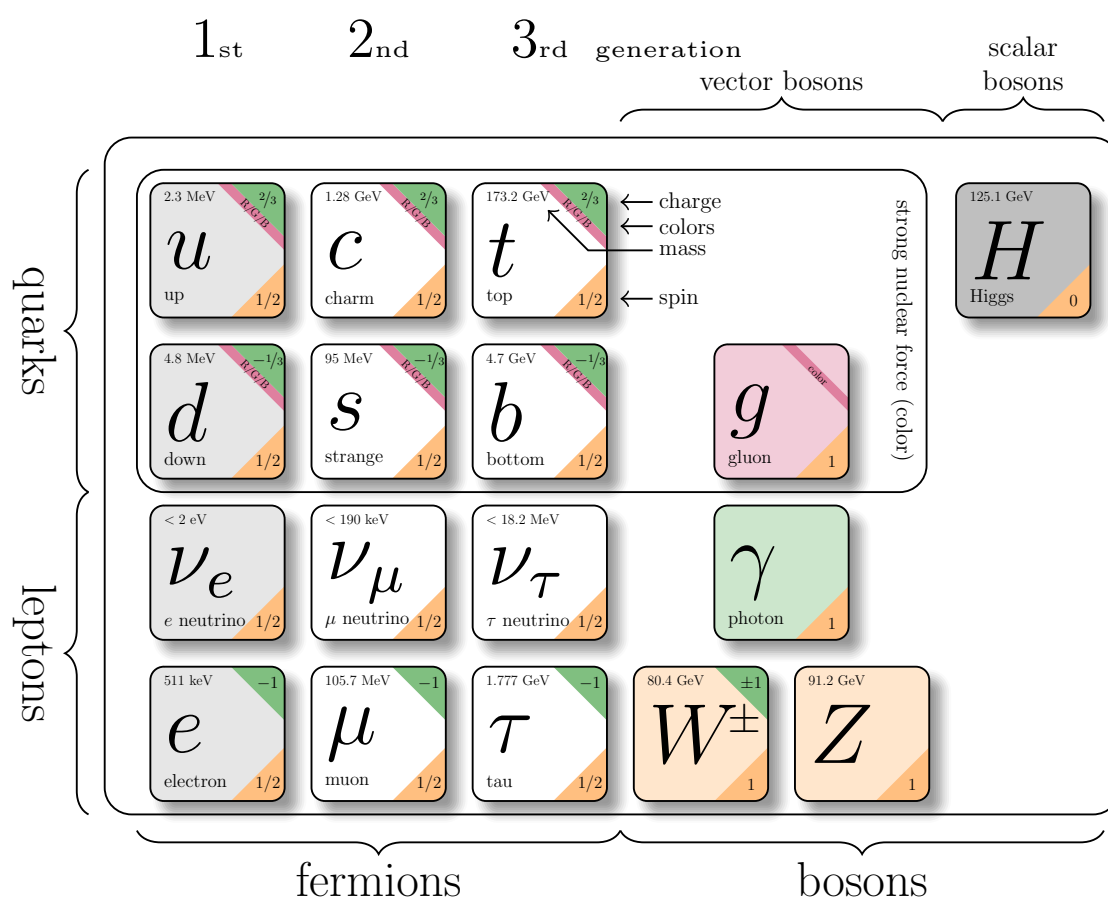 1st 2nd 3rd generation
vector bosons
scalar
bosons
quarks
leptons
2.3 MeV 2/3
R/G/B
u
up 1/2
1.28 GeV 2/3
R/G/B
c
charm 1/2
173.2 GeV 2/3
R/G/B
t
top 1/2
charge
colors
mass
spin
strong nuclear force (color)
125.1 GeV
H
Higgs 0
4.8 MeV −1/3
R/G/B
d
down 1/2
95 MeV −1/3
R/G/B
s
strange 1/2
4.7 GeV −1/3
R/G/B
b
bottom 1/2
color
g
gluon 1
< 2 eV
νe
e neutrino 1/2
< 190 keV
νμ
μ neutrino 1/2
< 18.2 MeV
ντ
τ neutrino 1/2
γ
photon 1
511 keV −1
e
electron 1/2
105.7 MeV −1
μ
muon 1/2
1.777 GeV −1
τ
tau 1/2
80.4 GeV ±1
W±
1
91.2 GeV
Z
1
fermions
bosons